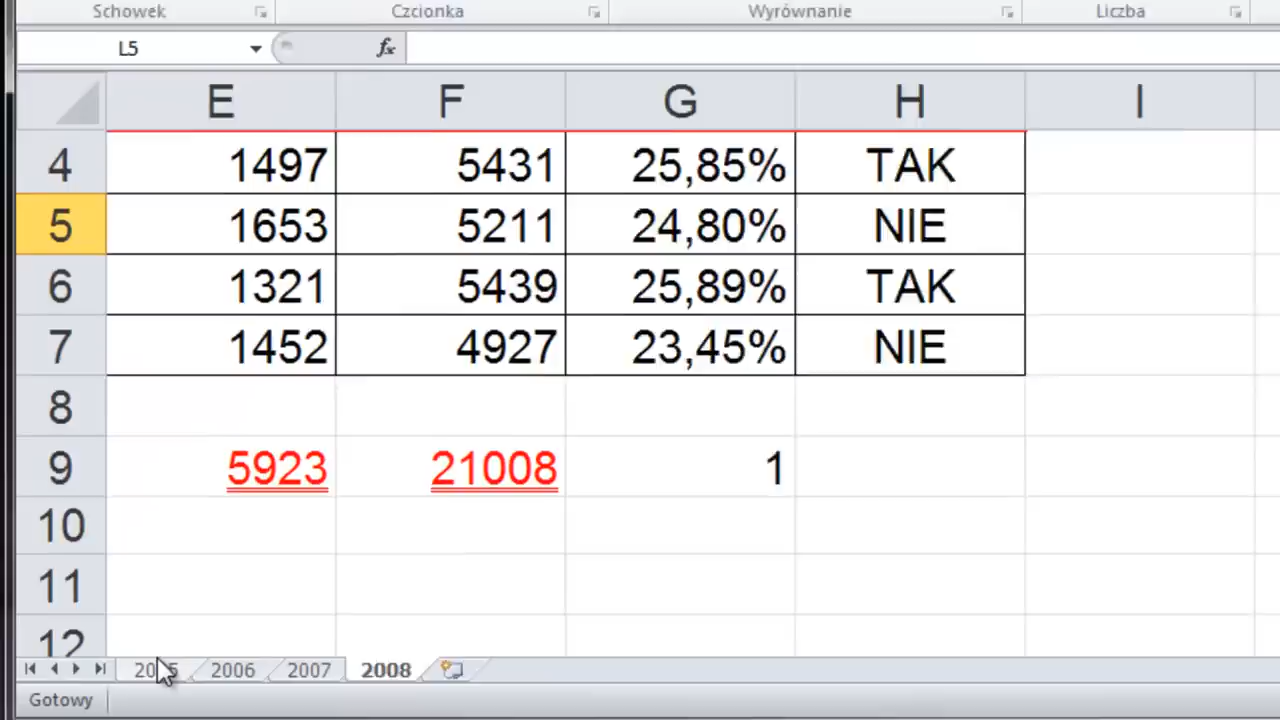 Schowek Czcionka Wyrównanie Liczba
L5 fx
E F G H I
4 1497 5431 25,85% TAK
5 1653 5211 24,80% NIE
6 1321 5439 25,89% TAK
7 1452 4927 23,45% NIE
8
9 5923 21008 1
10
11
12
2005 2006 2007 2008
Gotowy